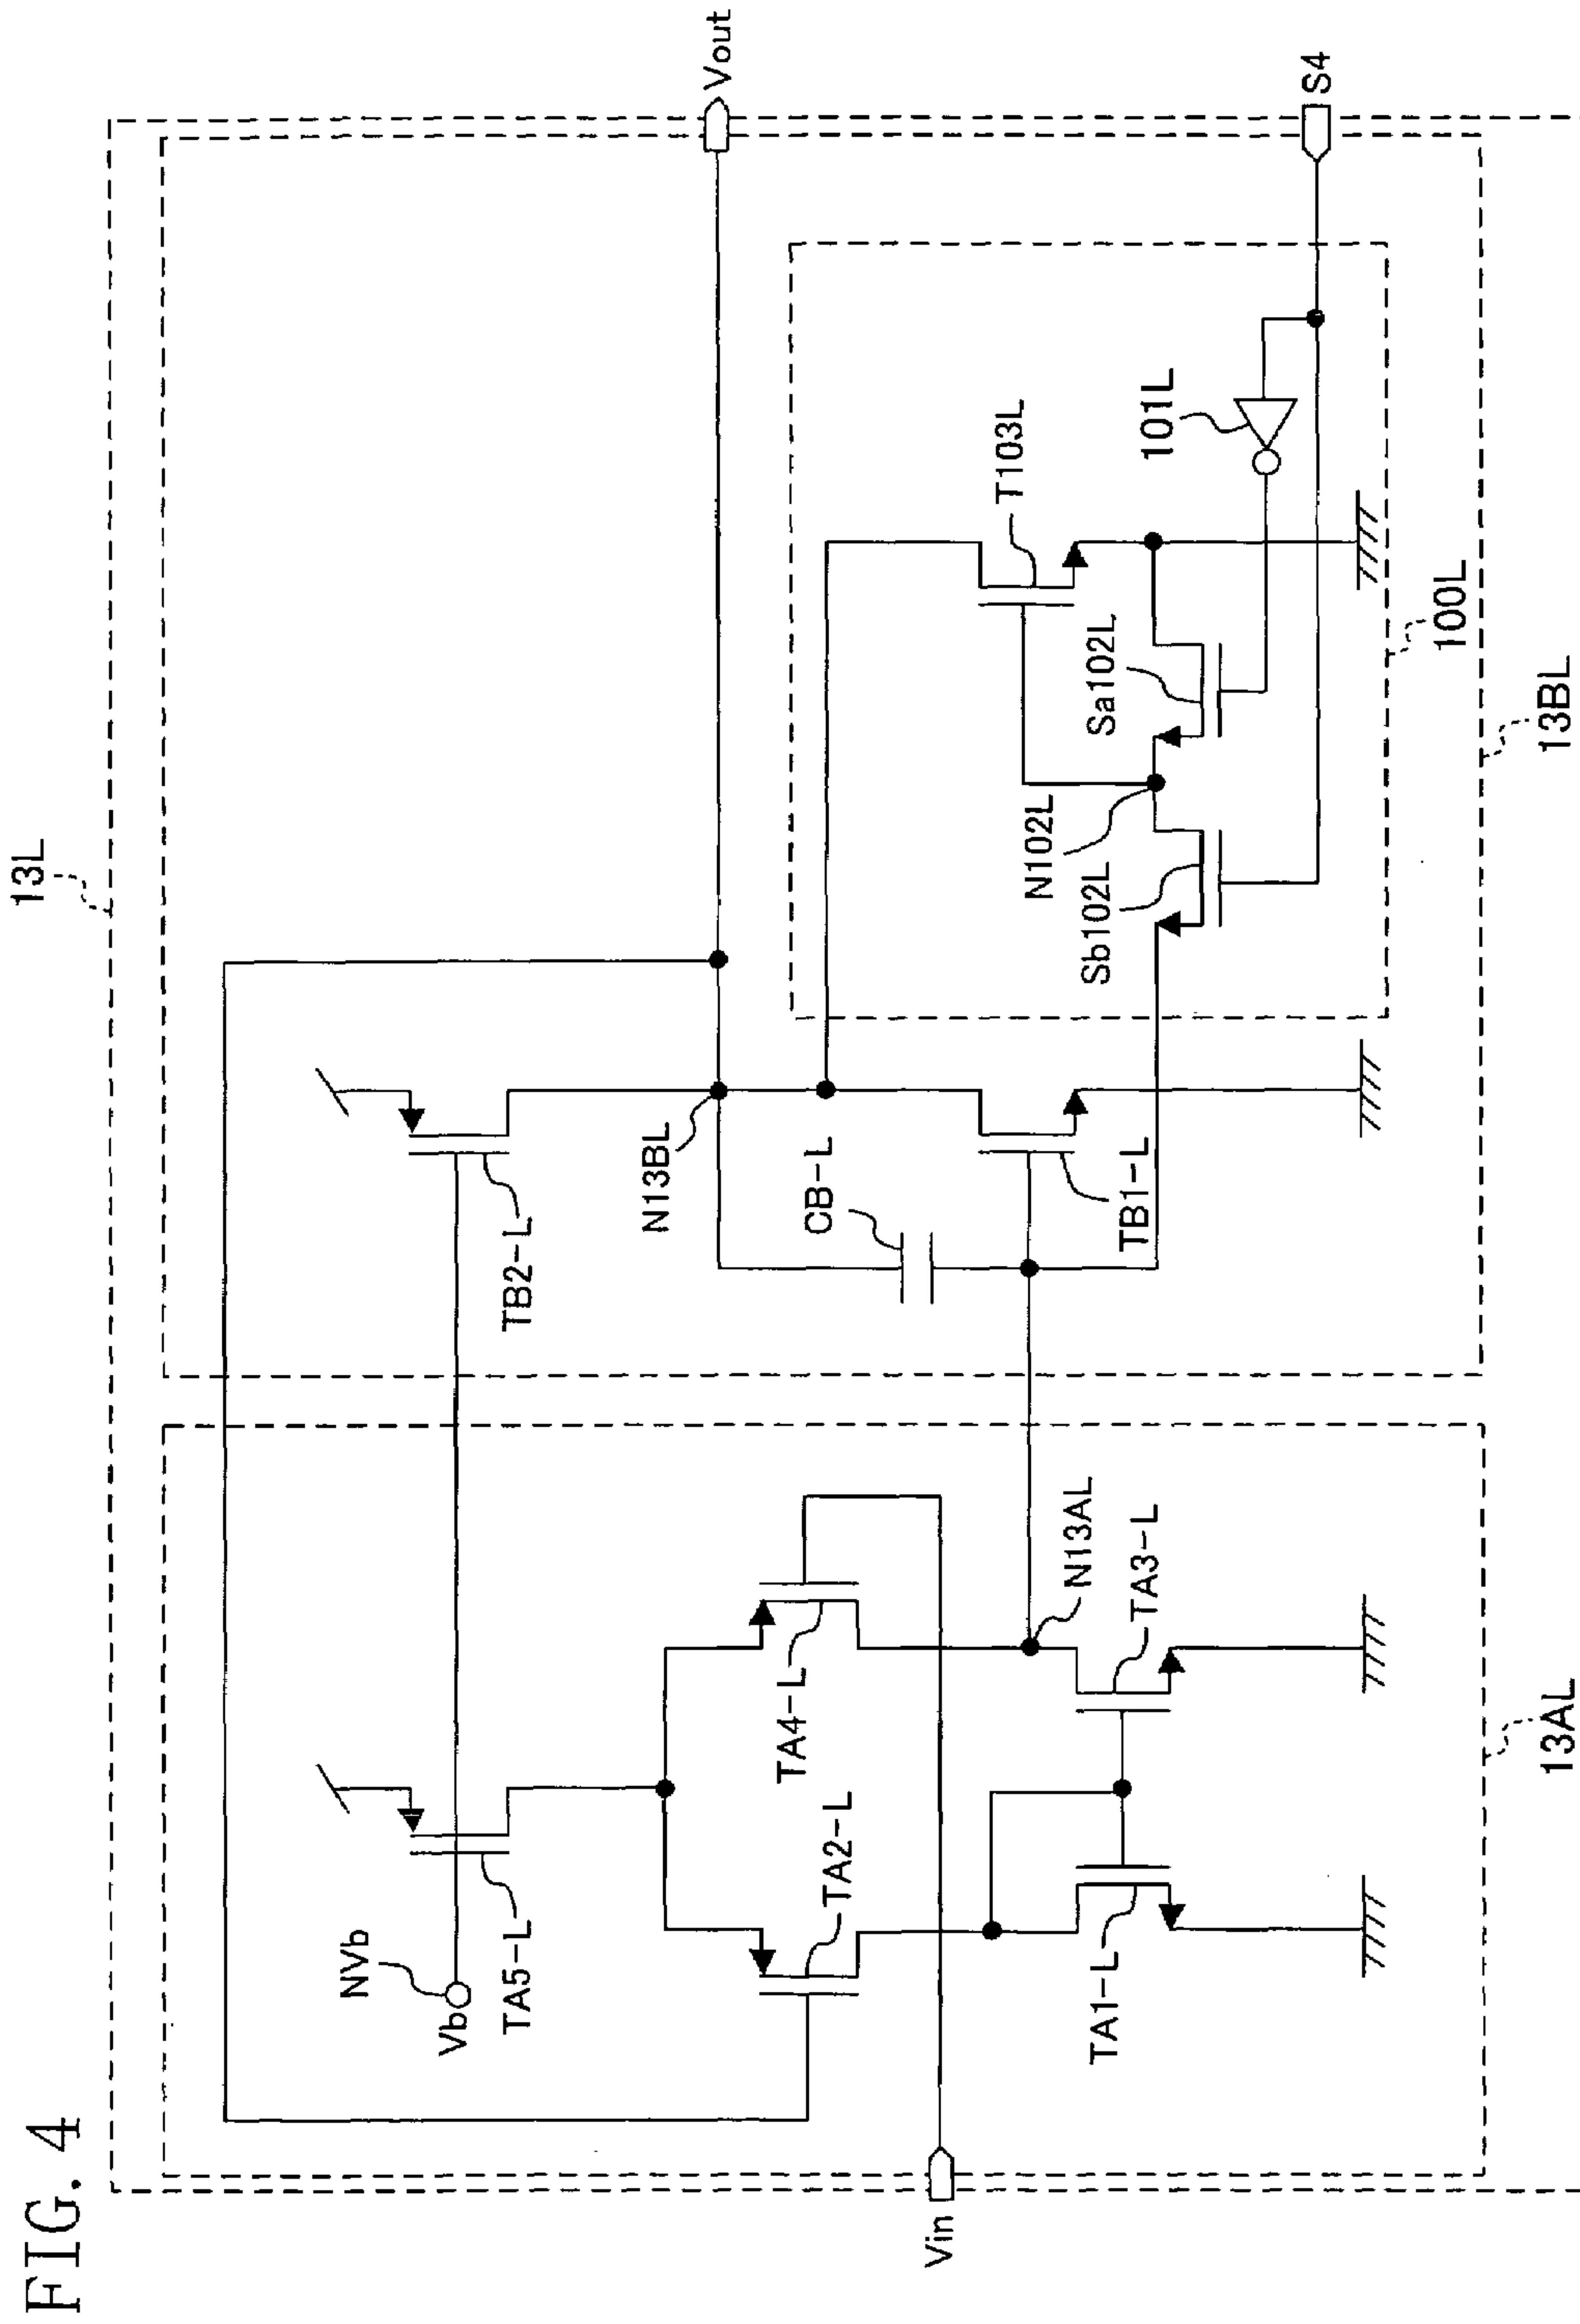 FIG. 4
13L
NVb
Vb
TA5-L
TB2-L
N13BL
Vout
TA4-L
TA2-L
CB-L
Vin
N13AL
TB1-L
T103L
TA1-L
TA3-L
N102L
Sb102L
Sa102L
101L
S4
100L
13AL
13BL